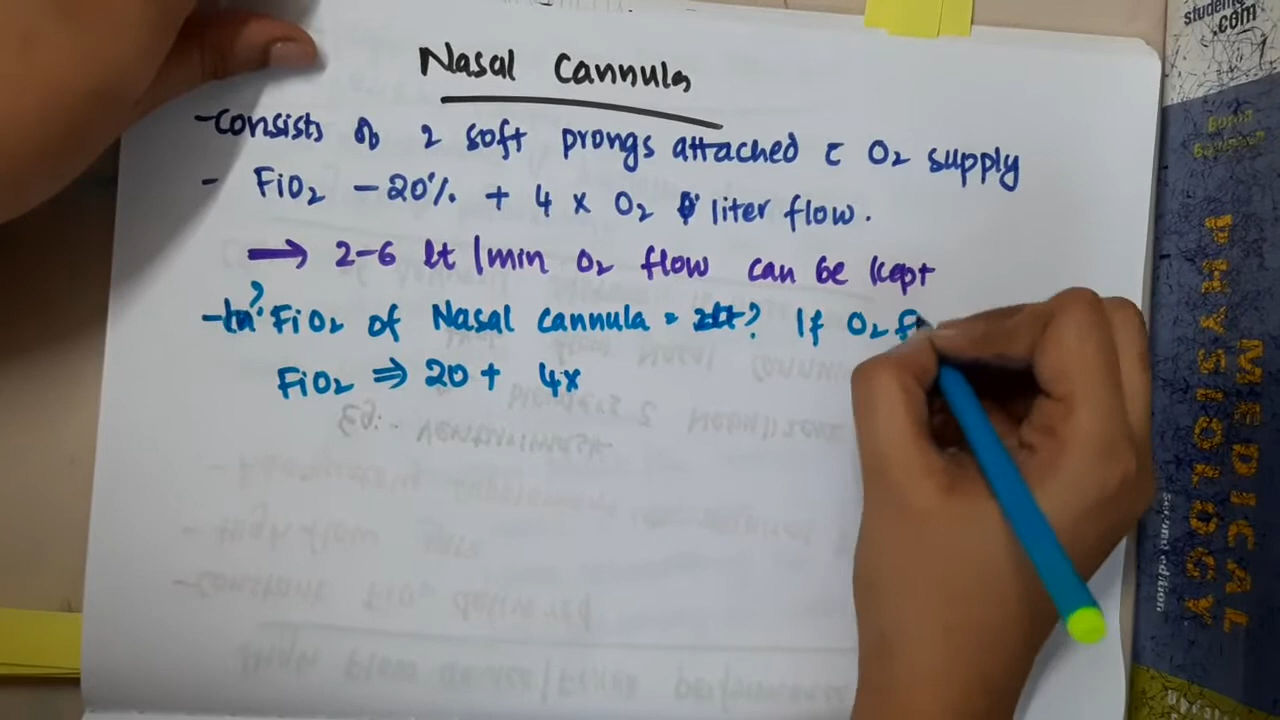 Nasal Cannula
- consists of 2 soft prongs attached c O2 supply
- FiO2 - 20% + 4 x O2 liter flow.
→ 2-6 lt/min O2 flow can be kept
- FiO2 of Nasal cannula = ? If O2 f
FiO2 ⇒ 20 + 4x
student
.com
MEDICAL
PHYSIOLOGY
second edition